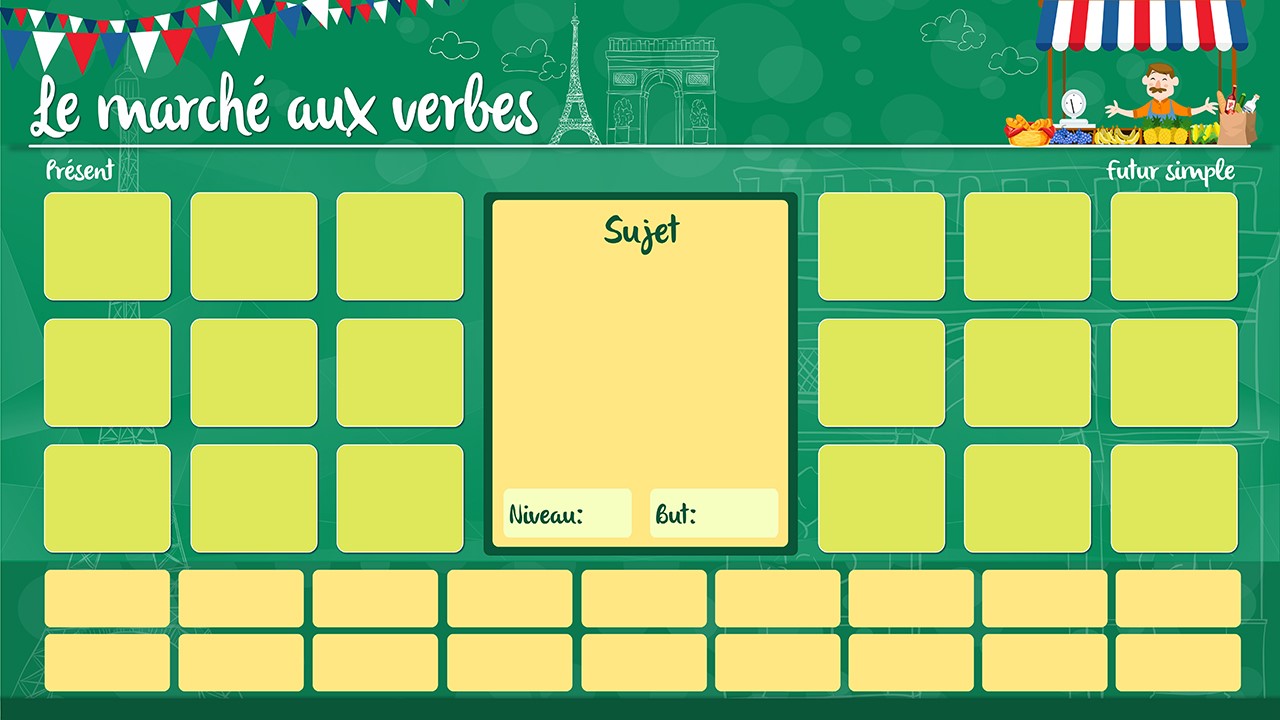 Le marché aux verbes
Présent
Futur simple
Sujet
Niveau:
But: